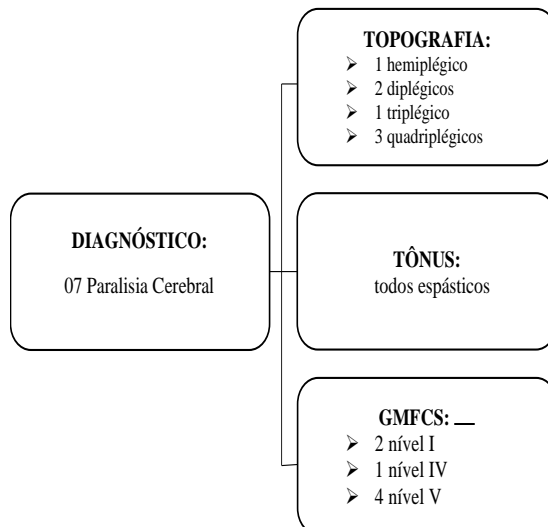 DIAGNÓSTICO:
07 Paralisia Cerebral
TOPOGRAFIA:
➢ 1 hemiplégico
➢ 2 diplégicos
➢ 1 triplégico
➢ 3 quadriplégicos
TÔNUS:
todos espásticos
GMFCS: __
➢ 2 nível I
➢ 1 nível IV
➢ 4 nível V